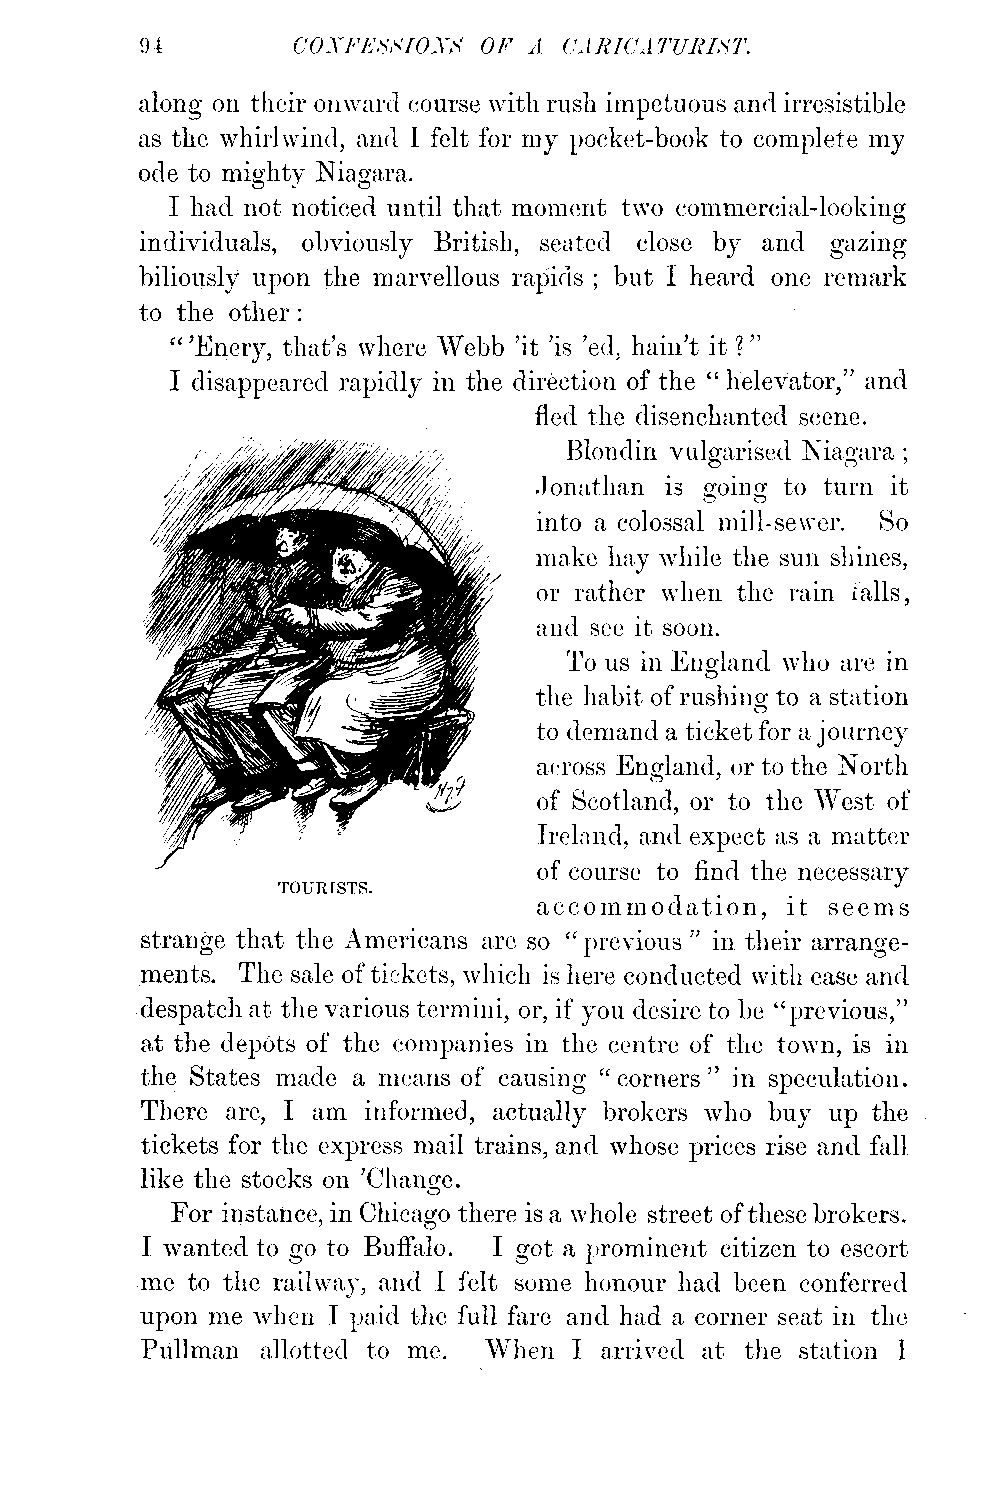 94 CONFESSIONS OF A CARICATURIST.
along on their onward course with rush impetuous and irresistible
as the whirlwind, and I felt for my pocket-book to complete my
ode to mighty Niagara.
I had not noticed until that moment two commercial-looking
individuals, obviously British, seated close by and gazing
biliously upon the marvellous rapids ; but I heard one remark
to the other :
“ ’Enery, that’s where Webb ’it ’is ’ed, hain’t it ? ”
I disappeared rapidly in the direction of the “ helevator,” and
fled the disenchanted scene.
Blondin vulgarised Niagara ;
Jonathan is going to turn it
into a colossal mill-sewer. So
make hay while the sun shines,
or rather when the rain falls,
and see it soon.
To us in England who are in
the habit of rushing to a station
to demand a ticket for a journey
across England, or to the North
of Scotland, or to the West of
Ireland, and expect as a matter
of course to find the necessary
accommodation, it seems
Hy F
TOURISTS.
strange that the Americans are so “ previous ” in their arrange-
ments. The sale of tickets, which is here conducted with ease and
despatch at the various termini, or, if you desire to be “previous,”
at the depôts of the companies in the centre of the town, is in
the States made a means of causing “ corners ” in speculation.
There are, I am informed, actually brokers who buy up the
tickets for the express mail trains, and whose prices rise and fall
like the stocks on ’Change.
For instance, in Chicago there is a whole street of these brokers.
I wanted to go to Buffalo. I got a prominent citizen to escort
me to the railway, and I felt some honour had been conferred
upon me when I paid the full fare and had a corner seat in the
Pullman allotted to me. When I arrived at the station I